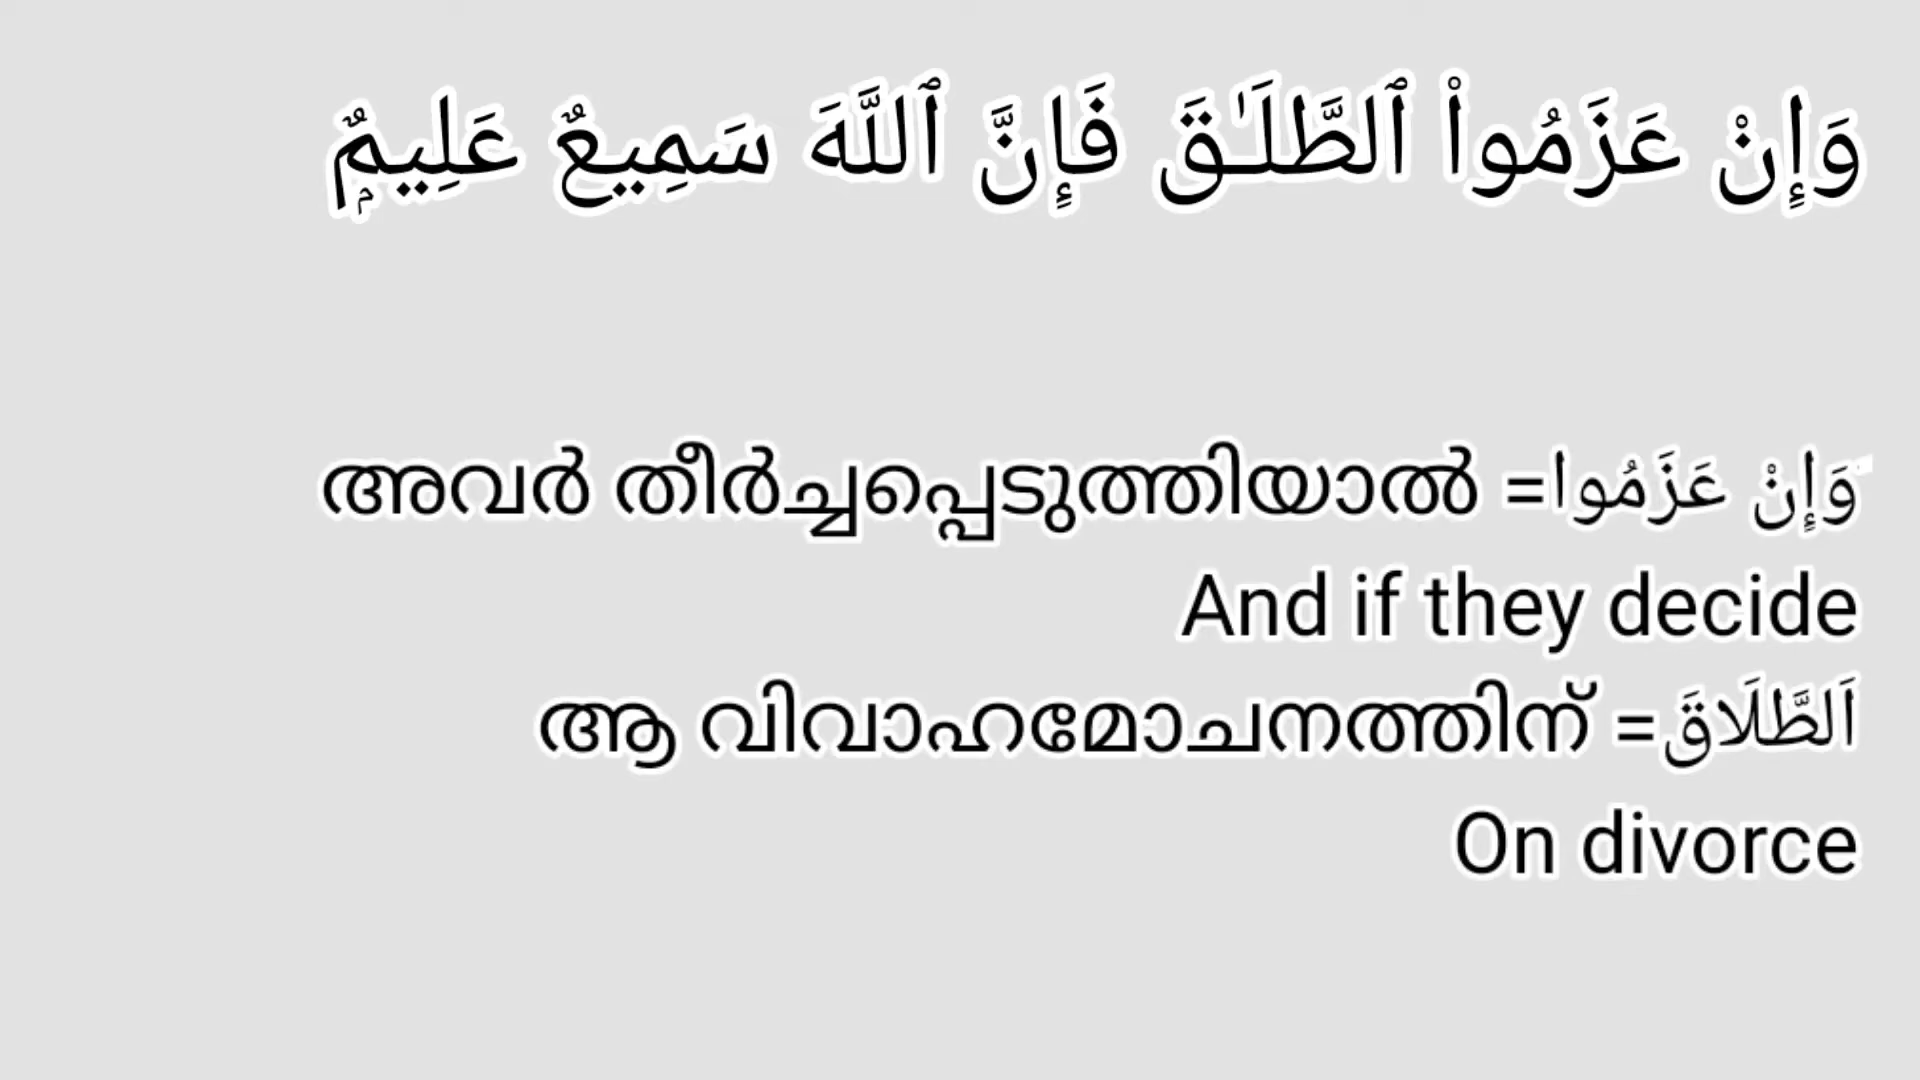 وَإِنْ عَزَمُوا۟ ٱلطَّلَـٰقَ فَإِنَّ ٱللَّهَ سَمِيعٌ عَلِيمٌۭ
وَإِنْ عَزَمُوا= അവർ തീർച്ചപ്പെടുത്തിയാൽ
And if they decide
اَلطَّلَاقَ= ആ വിവാഹമോചനത്തിന്
On divorce